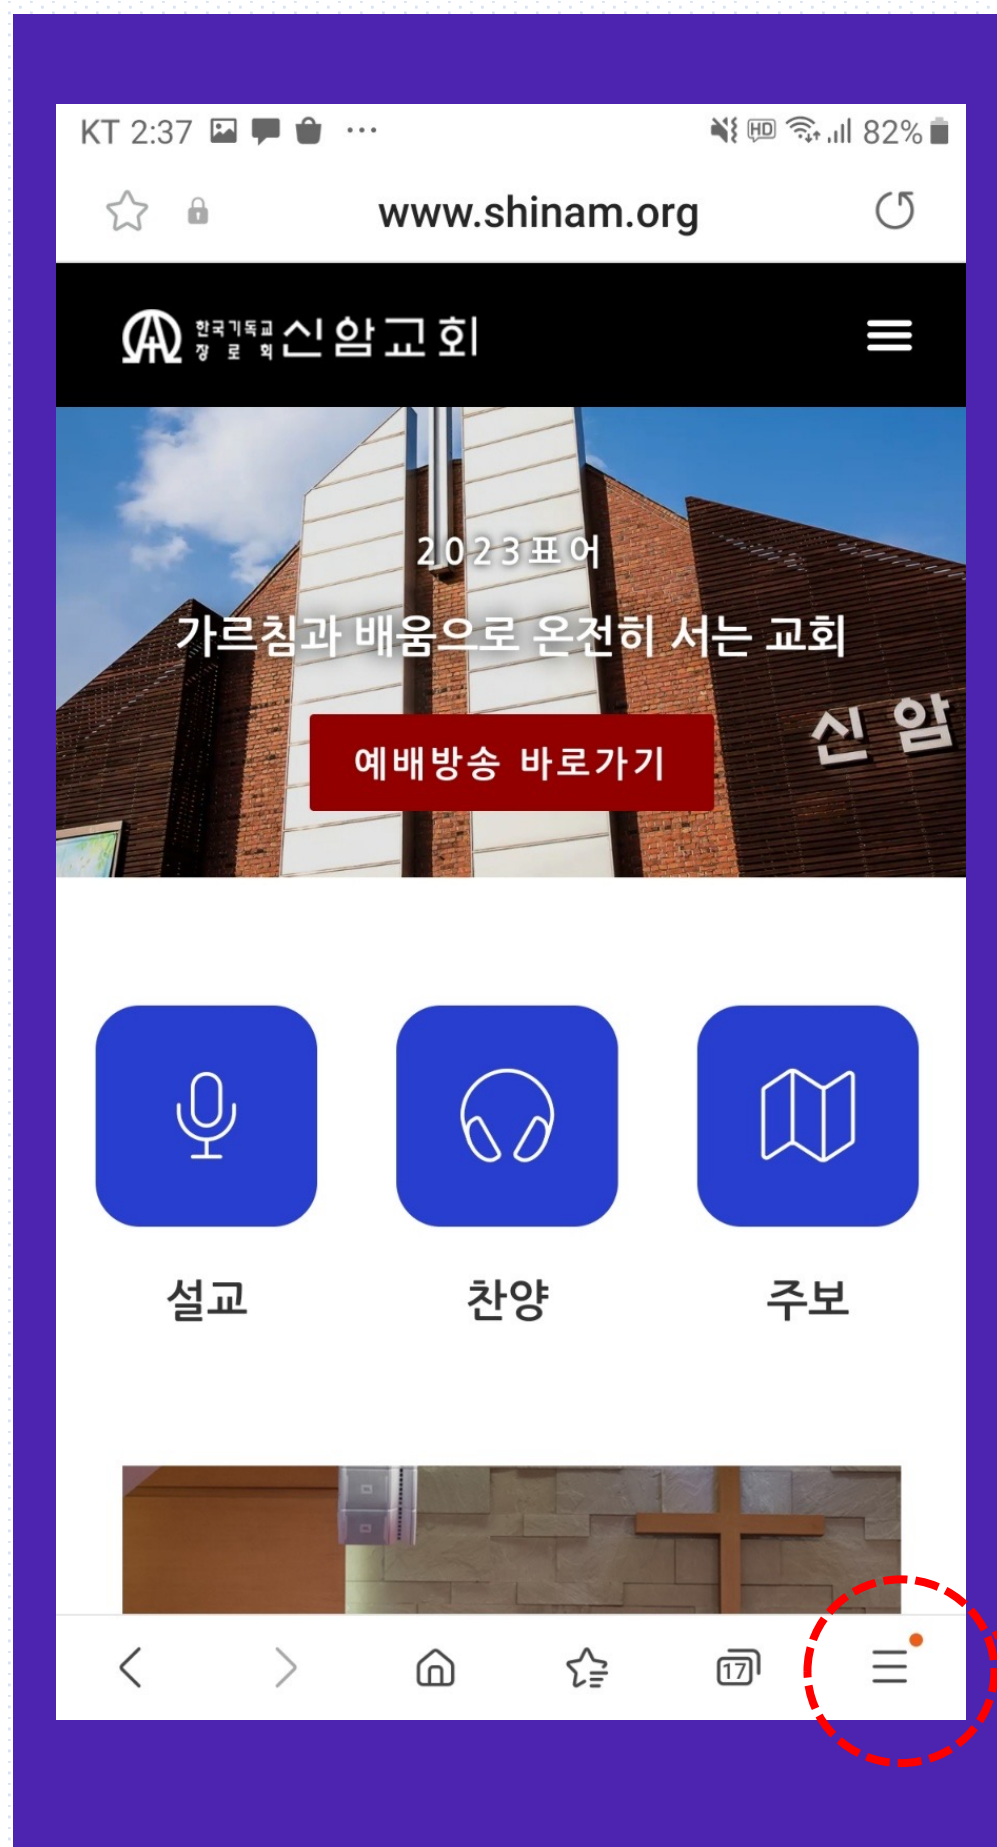 KT 2:37 ... HD 82%
www.shinam.org
한국기독교
장로회
신암교회
2023표어
가르침과 배움으로 온전히 서는 교회
신암
예배방송 바로가기
설교 찬양 주보
17